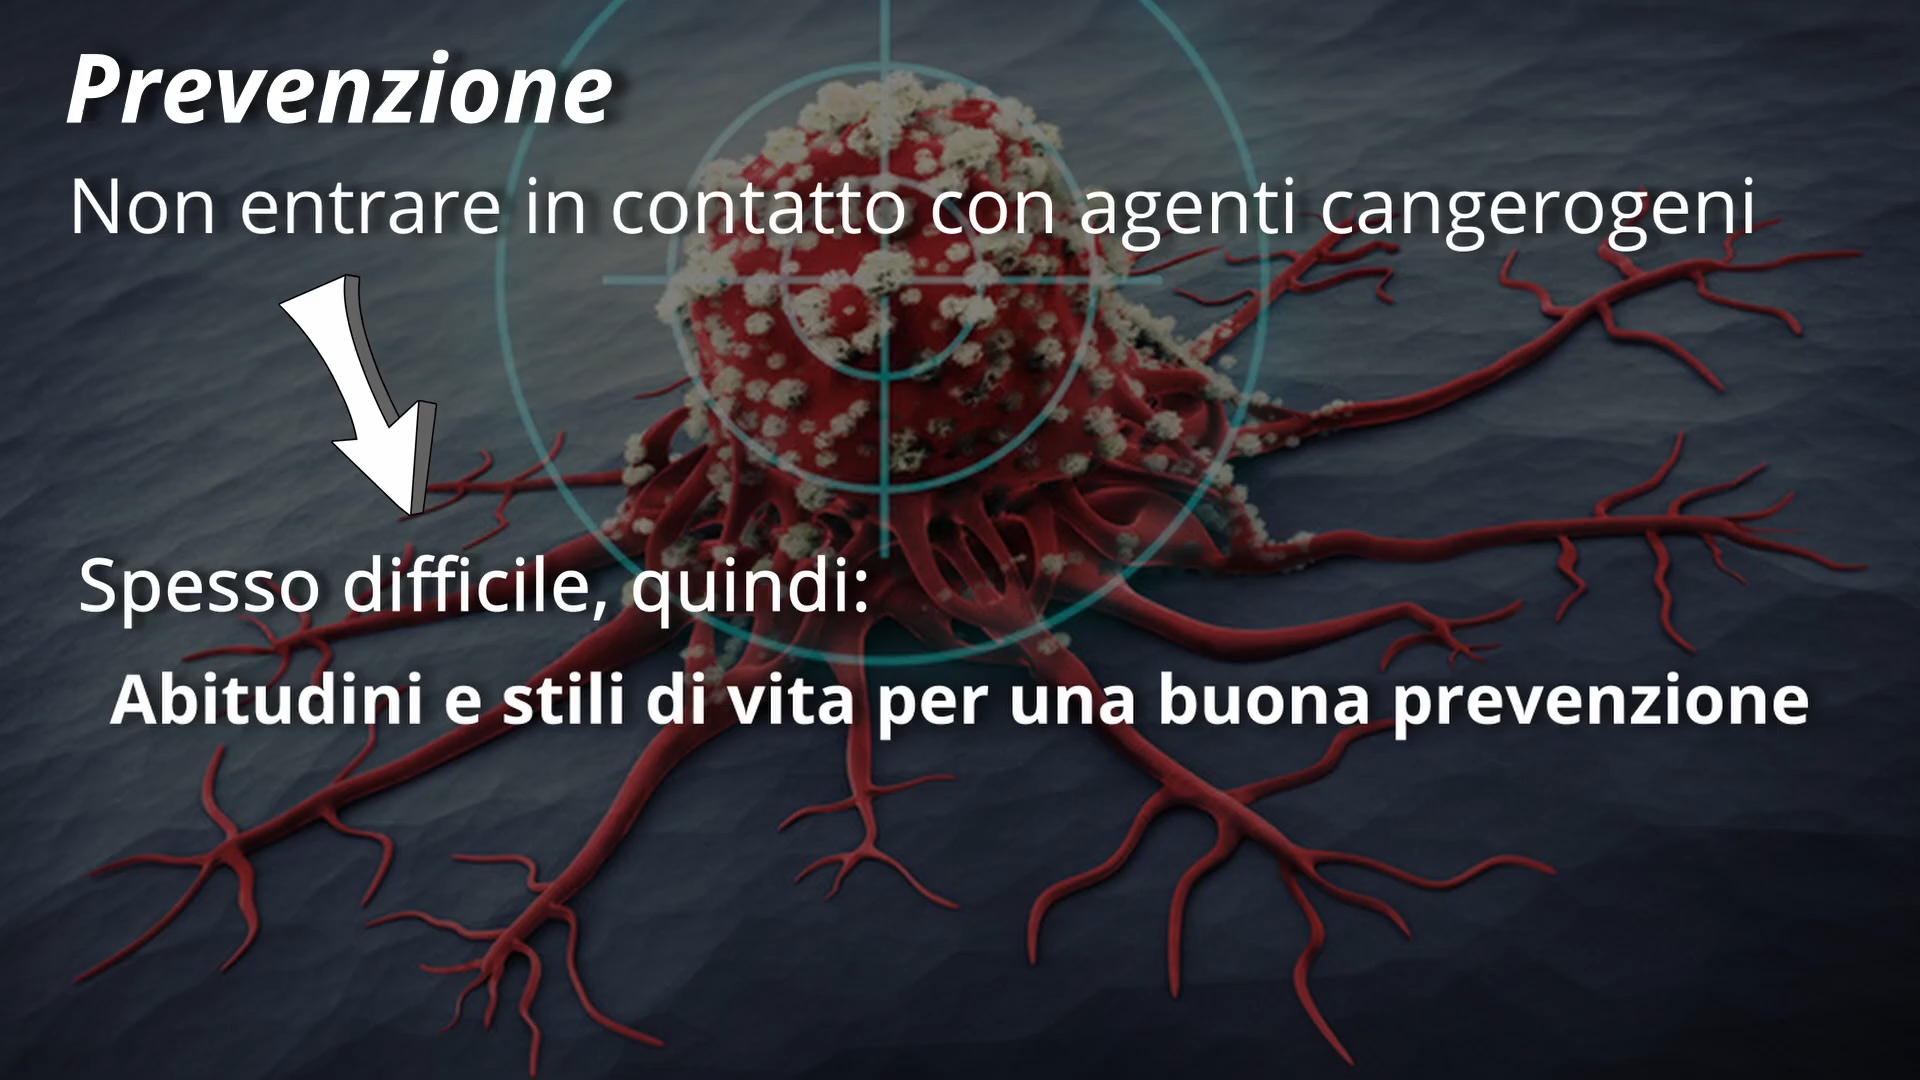 Prevenzione
Non entrare in contatto con agenti cangerogeni
Spesso difficile, quindi:
Abitudini e stili di vita per una buona prevenzione